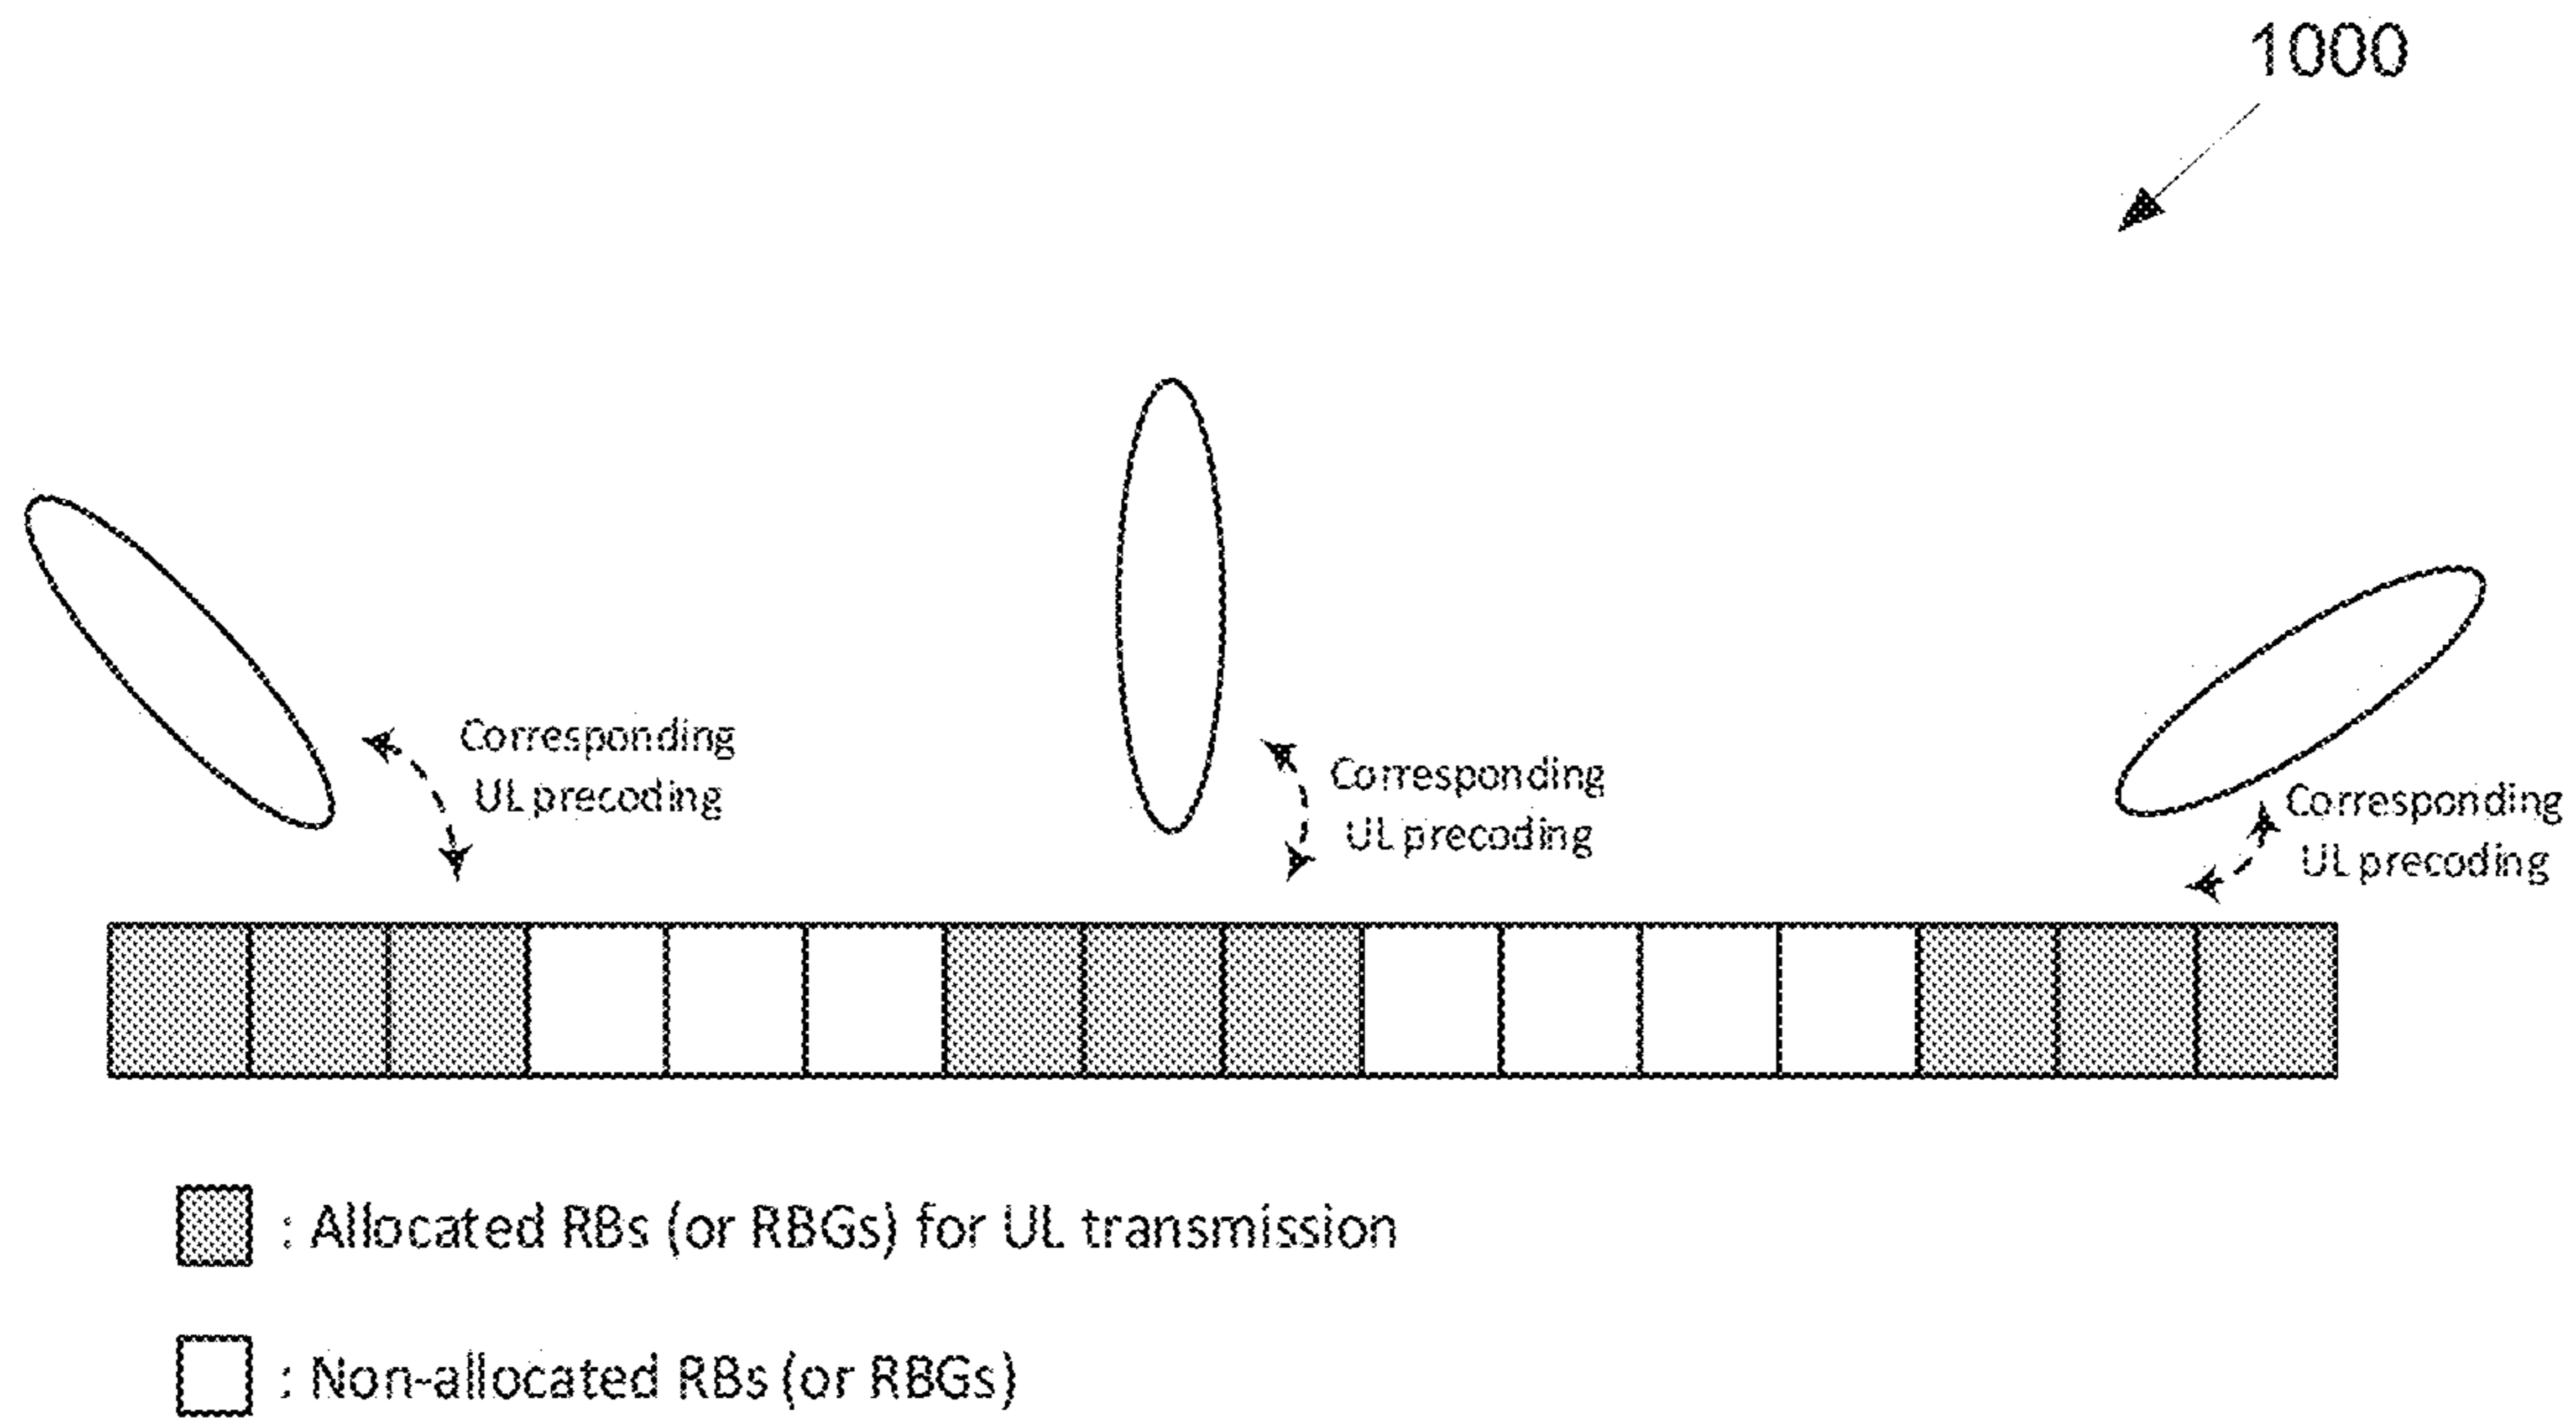 1000
Corresponding
UL precoding
Corresponding
UL precoding
Corresponding
UL precoding
: Allocated RBs (or RBGs) for UL transmission
: Non-allocated RBs (or RBGs)